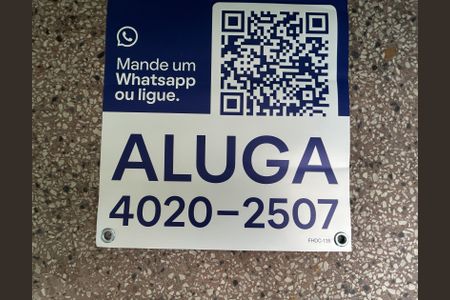 Mande um
Whatsapp
ou ligue.
ALUGA
4020-2507